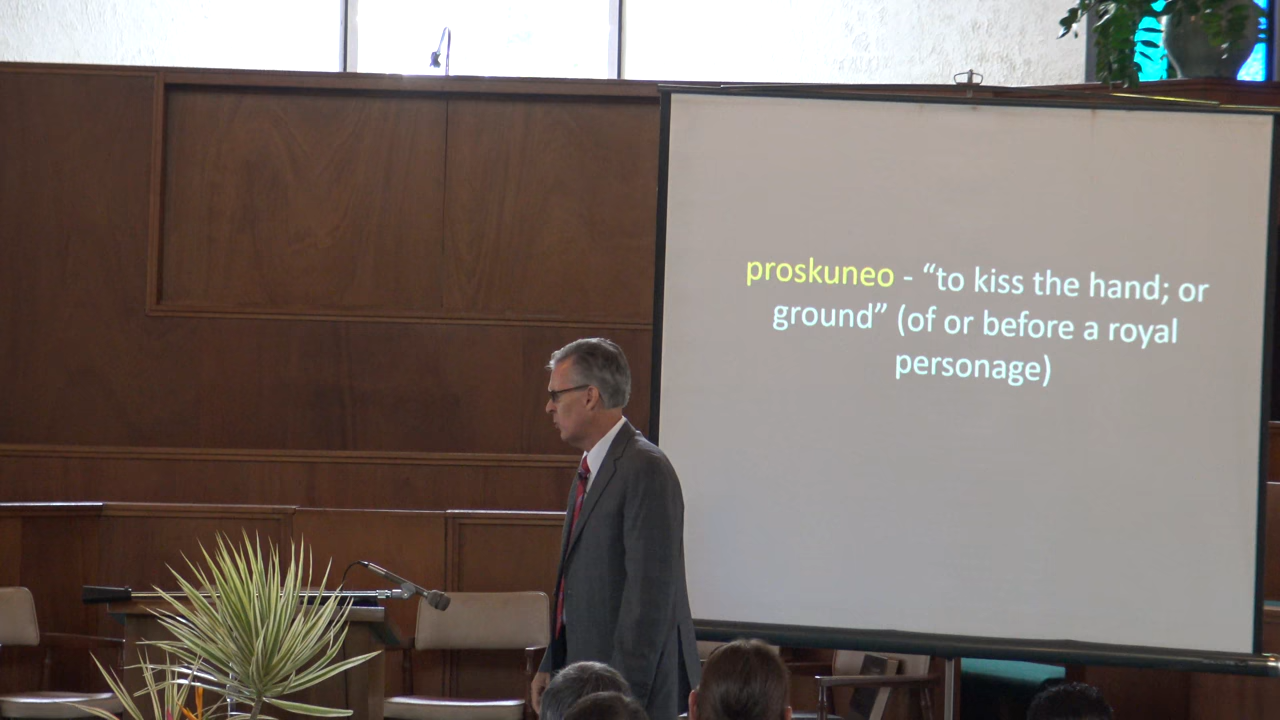 proskuneo - “to kiss the hand; or
ground” (of or before a royal
personage)